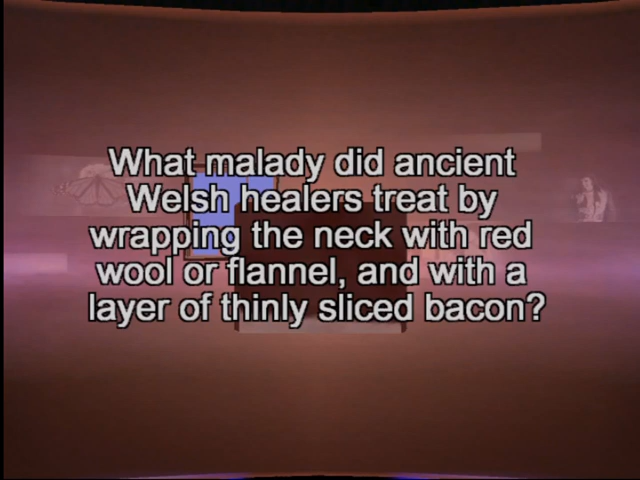 What malady did ancient
Welsh healers treat by
wrapping the neck with red
wool or flannel, and with a
layer of thinly sliced bacon?